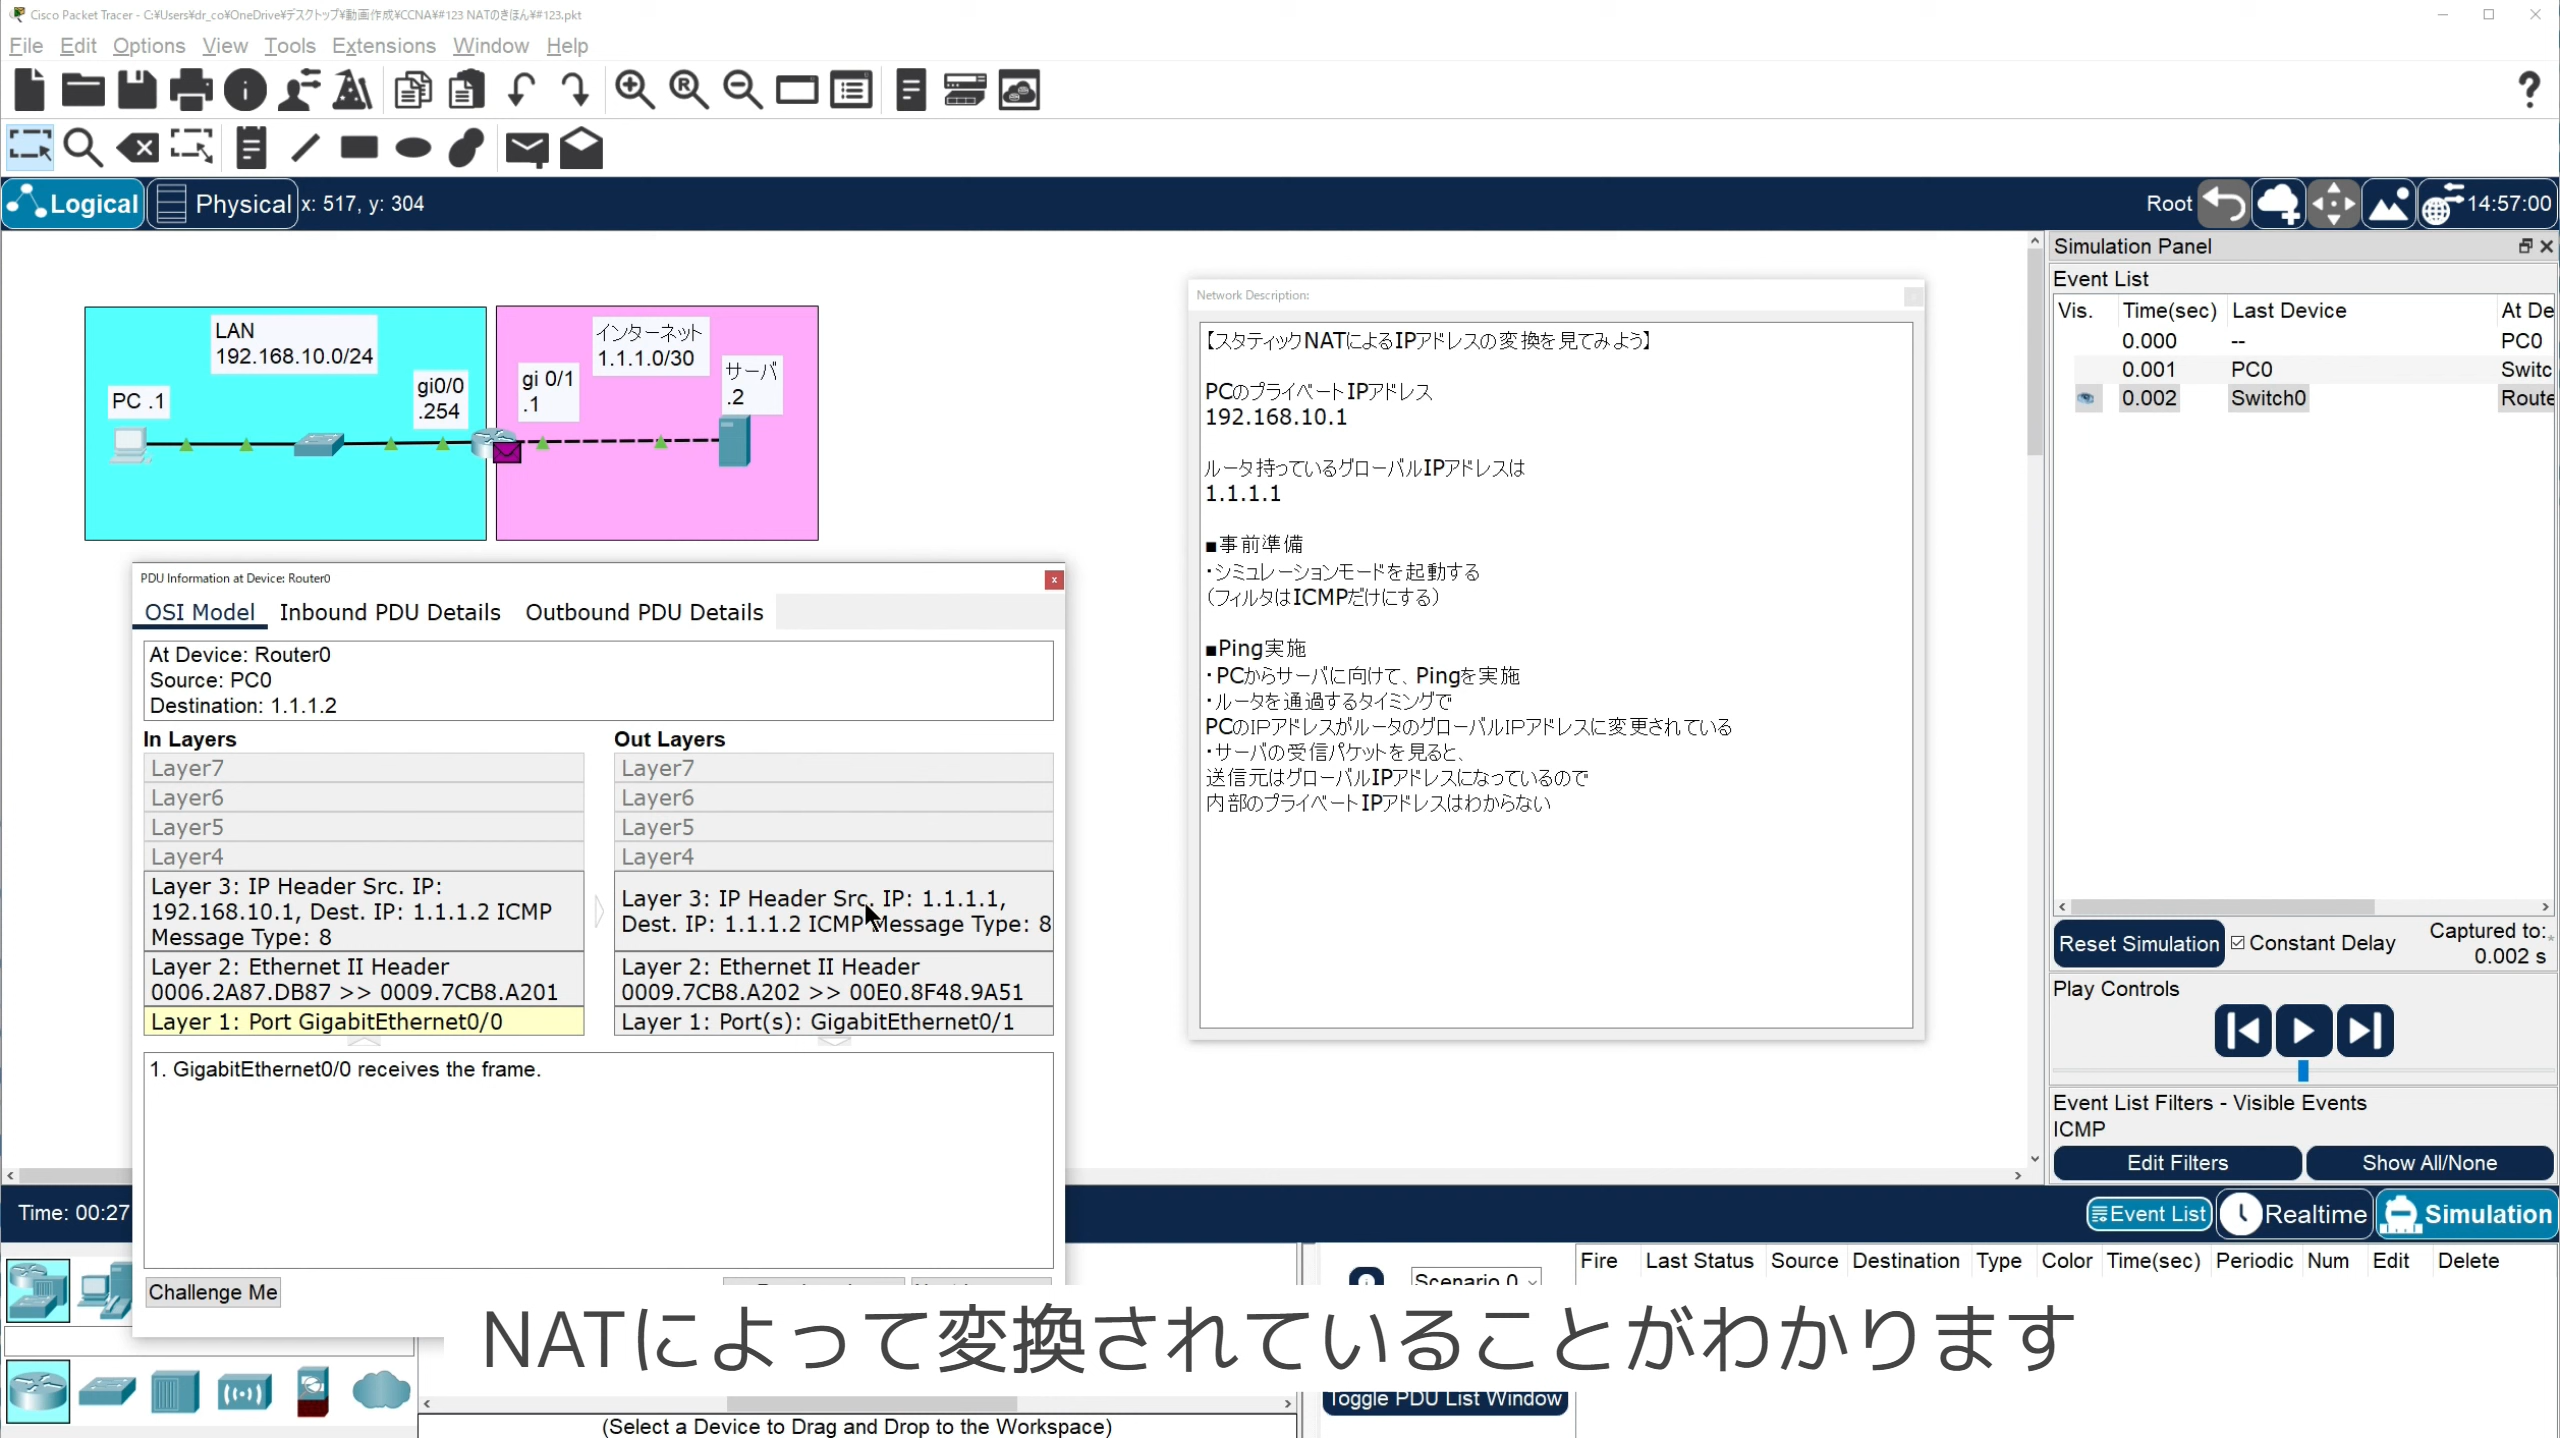 Cisco Packet Tracer - C:¥Users¥dr_co¥OneDrive¥デスクトップ¥動画作成¥CCNA¥#123 NATのきほん¥#123.pkt
File Edit Options View Tools Extensions Window Help
Logical Physical x: 517, y: 304
Root 14:57:00
LAN
192.168.10.0/24
PC .1
gi0/0
.254
インターネット
1.1.1.0/30
gi 0/1
.1
サーバ
.2
Network Description:
【スタティックNATによるIPアドレスの変換を見てみよう】
PCのプライベートIPアドレス
192.168.10.1
ルータ持っているグローバルIPアドレスは
1.1.1.1
■事前準備
・シミュレーションモードを起動する
（フィルタはICMPだけにする）
■Ping実施
・PCからサーバに向けて、Pingを実施
・ルータを通過するタイミングで
PCのIPアドレスがルータのグローバルIPアドレスに変更されている
・サーバの受信パケットを見ると、
送信元はグローバルIPアドレスになっているので
内部のプライベートIPアドレスはわからない
PDU Information at Device: Router0
OSI Model Inbound PDU Details Outbound PDU Details
At Device: Router0
Source: PC0
Destination: 1.1.1.2
In Layers
Layer7
Layer6
Layer5
Layer4
Layer 3: IP Header Src. IP:
192.168.10.1, Dest. IP: 1.1.1.2 ICMP
Message Type: 8
Layer 2: Ethernet II Header
0006.2A87.DB87 >> 0009.7CB8.A201
Layer 1: Port GigabitEthernet0/0
Out Layers
Layer7
Layer6
Layer5
Layer4
Layer 3: IP Header Src. IP: 1.1.1.1,
Dest. IP: 1.1.1.2 ICMP Message Type: 8
Layer 2: Ethernet II Header
0009.7CB8.A202 >> 00E0.8F48.9A51
Layer 1: Port(s): GigabitEthernet0/1
1. GigabitEthernet0/0 receives the frame.
Challenge Me
Simulation Panel
Event List
Vis. Time(sec) Last Device At De
0.000 -- PC0
0.001 PC0 Switc
0.002 Switch0 Route
Reset Simulation Constant Delay
Captured to:
0.002 s
Play Controls
Event List Filters - Visible Events
ICMP
Edit Filters Show All/None
Time: 00:27
Event List Realtime Simulation
Scenario 0
Fire Last Status Source Destination Type Color Time(sec) Periodic Num Edit Delete
NATによって変換されていることがわかります
Toggle PDU List Window
(Select a Device to Drag and Drop to the Workspace)